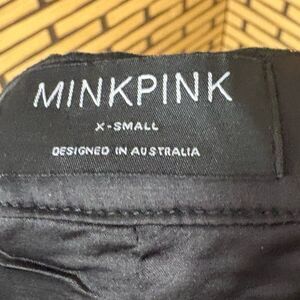 MINKPINK
X-SMALL
DESIGNED IN AUSTRALIA